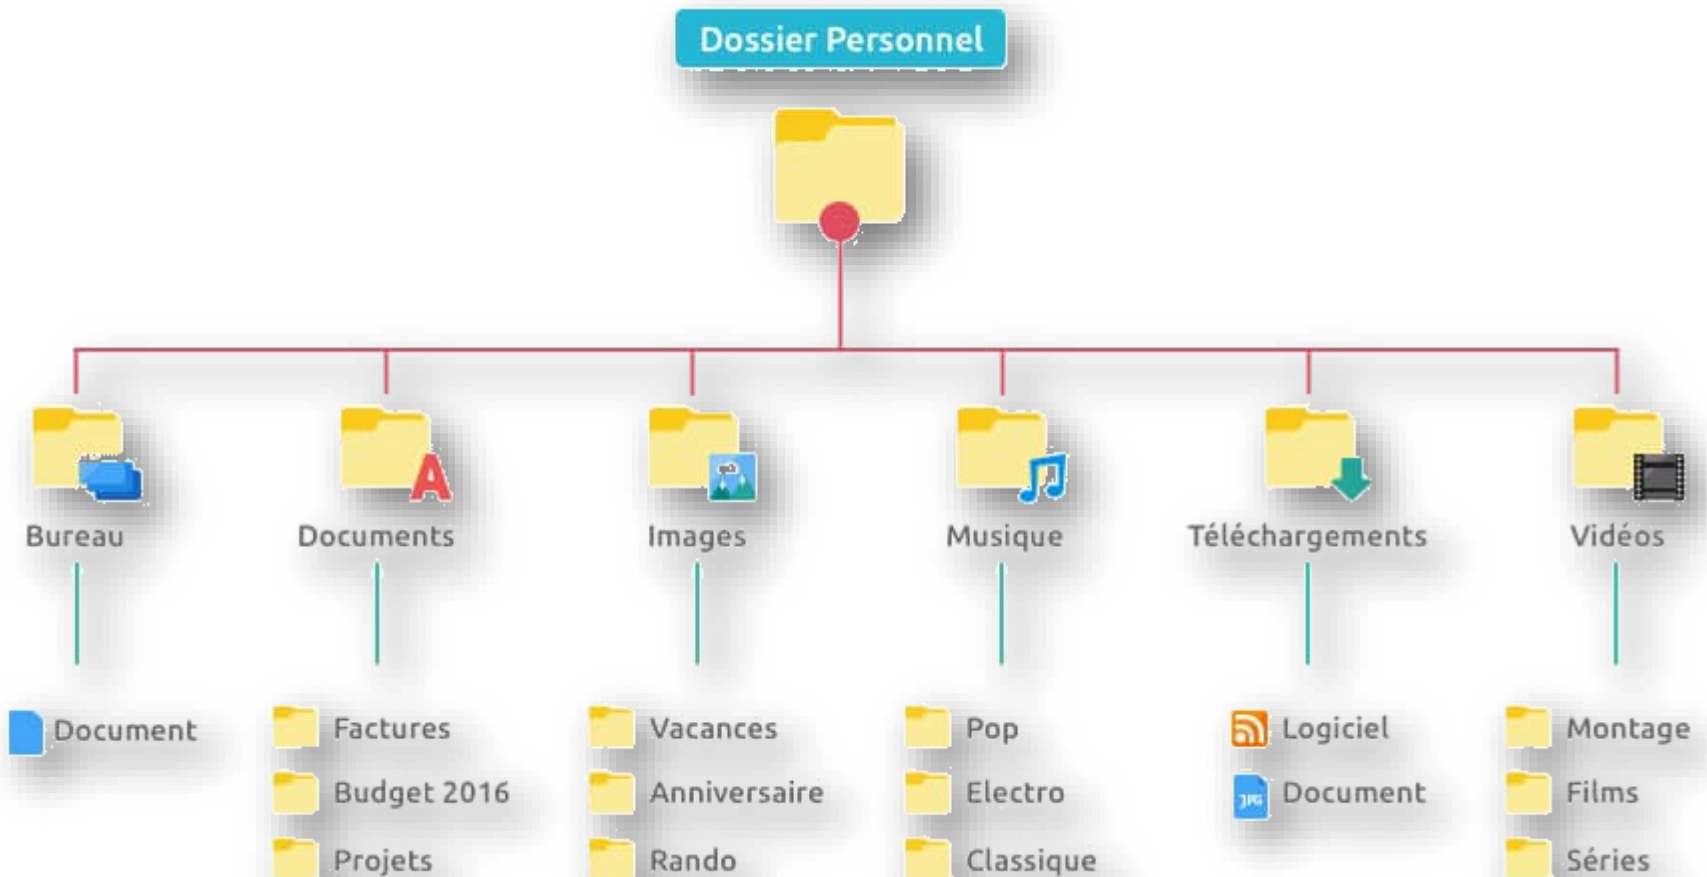 Dossier Personnel
Bureau
Documents
Images
Musique
Téléchargements
Vidéos
Document
Factures
Budget 2016
Projets
Vacances
Anniversaire
Rando
Pop
Electro
Classique
Logiciel
JPG
Document
Montage
Films
Séries